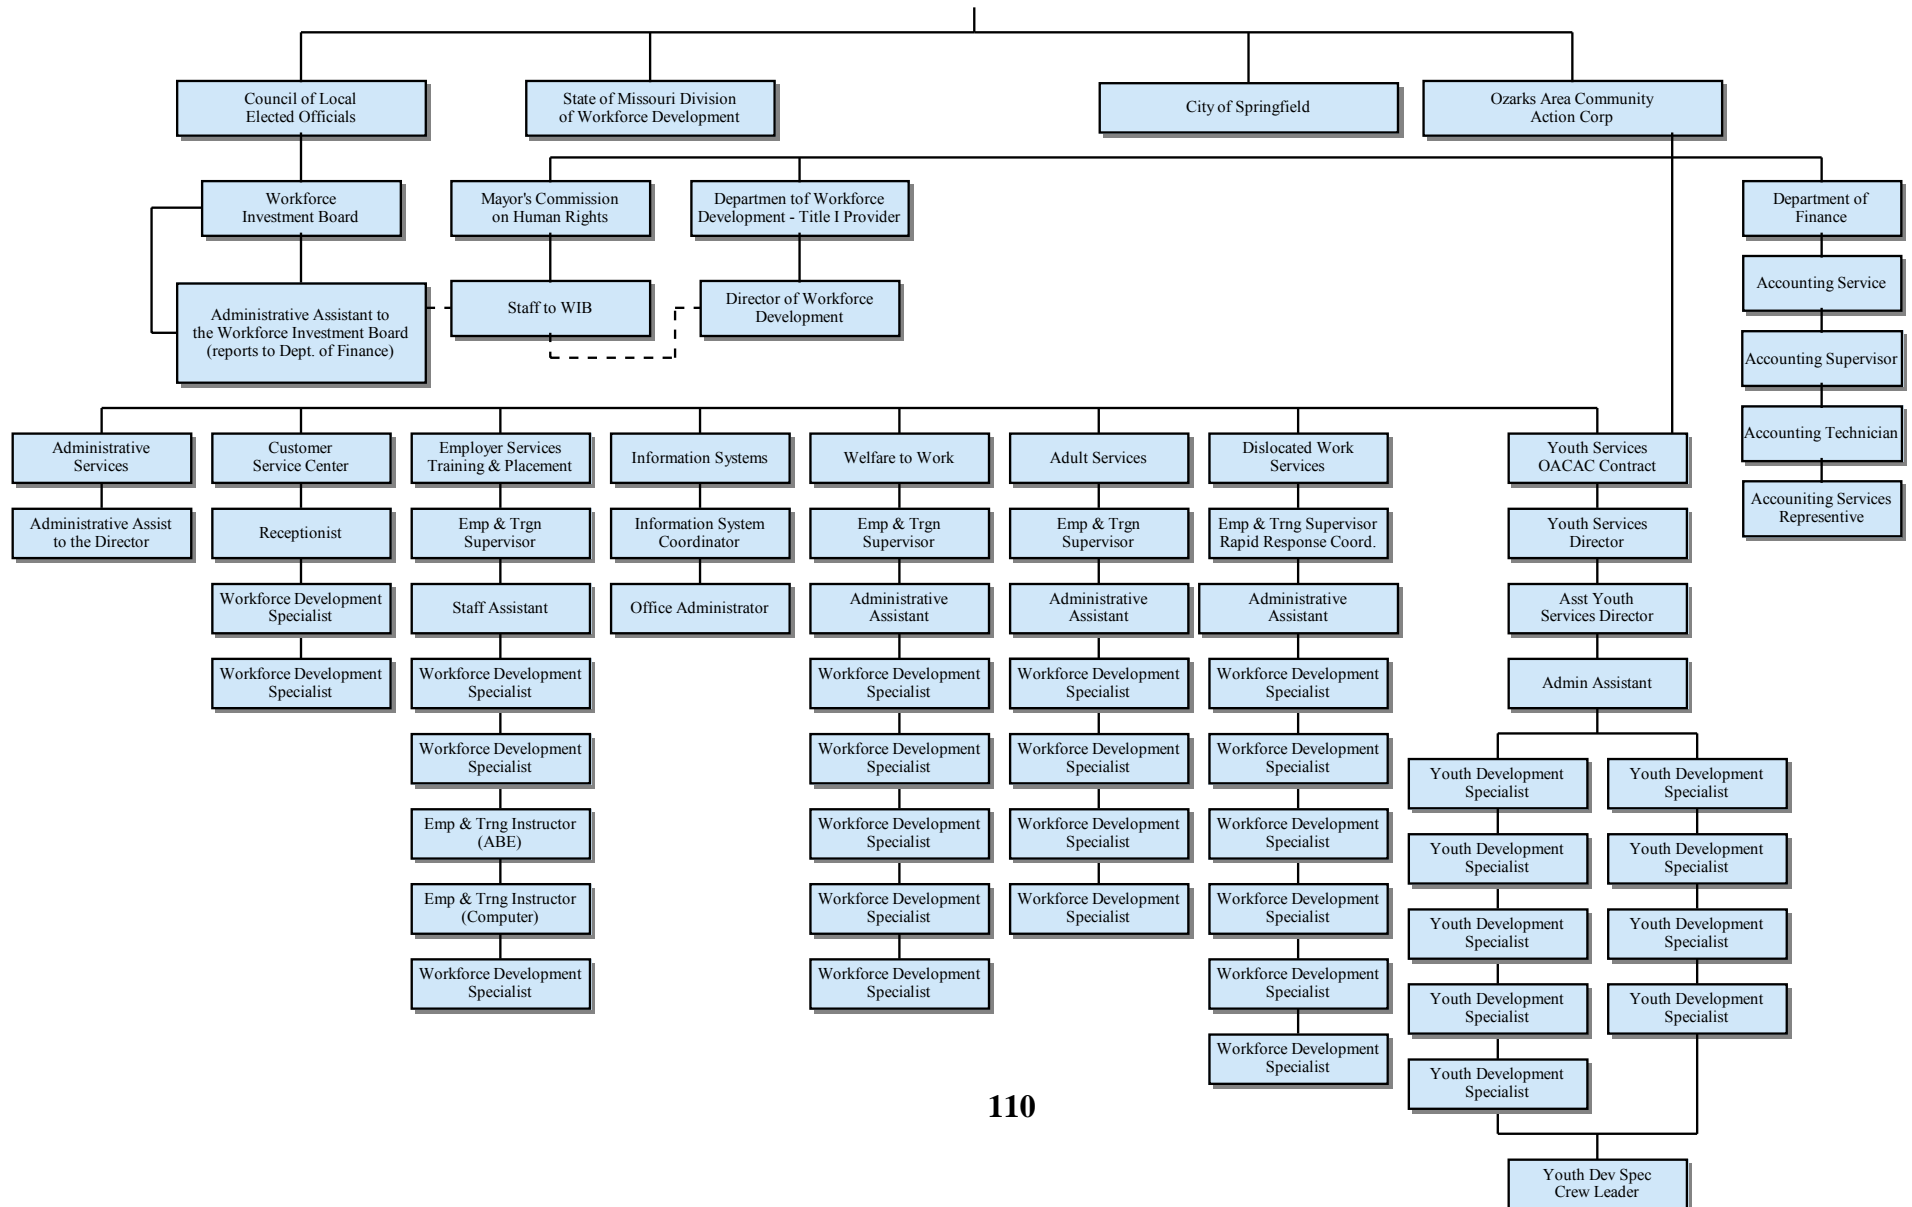 Council of Local
Elected Officials
State of Missouri Division
of Workforce Development
City of Springfield
Ozarks Area Community
Action Corp
Workforce
Investment Board
Mayor's Commission
on Human Rights
Departmen tof Workforce
Development - Title I Provider
Department of
Finance
Administrative Assistant to
the Workforce Investment Board
(reports to Dept. of Finance)
Staff to WIB
Director of Workforce
Development
Accounting Service
Accounting Supervisor
Accounting Technician
Accouniting Services
Representive
Administrative
Services
Administrative Assist
to the Director
Customer
Service Center
Receptionist
Workforce Development
Specialist
Workforce Development
Specialist
Employer Services
Training & Placement
Emp & Trgn
Supervisor
Staff Assistant
Workforce Development
Specialist
Workforce Development
Specialist
Emp & Trng Instructor
(ABE)
Emp & Trng Instructor
(Computer)
Workforce Development
Specialist
Information Systems
Information System
Coordinator
Office Administrator
Welfare to Work
Emp & Trgn
Supervisor
Administrative
Assistant
Workforce Development
Specialist
Workforce Development
Specialist
Workforce Development
Specialist
Workforce Development
Specialist
Workforce Development
Specialist
Adult Services
Emp & Trgn
Supervisor
Administrative
Assistant
Workforce Development
Specialist
Workforce Development
Specialist
Workforce Development
Specialist
Workforce Development
Specialist
Dislocated Work
Services
Emp & Trng Supervisor
Rapid Response Coord.
Administrative
Assistant
Workforce Development
Specialist
Workforce Development
Specialist
Workforce Development
Specialist
Workforce Development
Specialist
Workforce Development
Specialist
Workforce Development
Specialist
Youth Services
OACAC Contract
Youth Services
Director
Asst Youth
Services Director
Admin Assistant
Youth Development
Specialist
Youth Development
Specialist
Youth Development
Specialist
Youth Development
Specialist
Youth Development
Specialist
Youth Development
Specialist
Youth Development
Specialist
Youth Development
Specialist
Youth Development
Specialist
Youth Dev Spec
Crew Leader
110